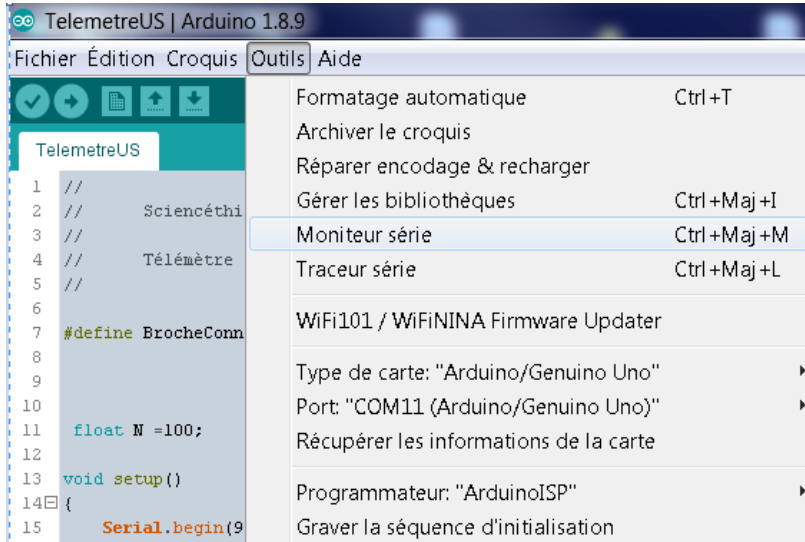 TelemetreUS | Arduino 1.8.9
Fichier Édition Croquis Outils Aide
TelemetreUS
1 //
2 // Sciencéthi
3 //
4 // Télémètre
5 //
6
7 #define BrocheConn
8
9
10
11 float N =100;
12
13 void setup()
14 {
15 Serial.begin(9
Formatage automatique Ctrl+T
Archiver le croquis
Réparer encodage & recharger
Gérer les bibliothèques Ctrl+Maj+I
Moniteur série Ctrl+Maj+M
Traceur série Ctrl+Maj+L
WiFi101 / WiFiNINA Firmware Updater
Type de carte: "Arduino/Genuino Uno"
Port: "COM11 (Arduino/Genuino Uno)"
Récupérer les informations de la carte
Programmateur: "ArduinoISP"
Graver la séquence d'initialisation